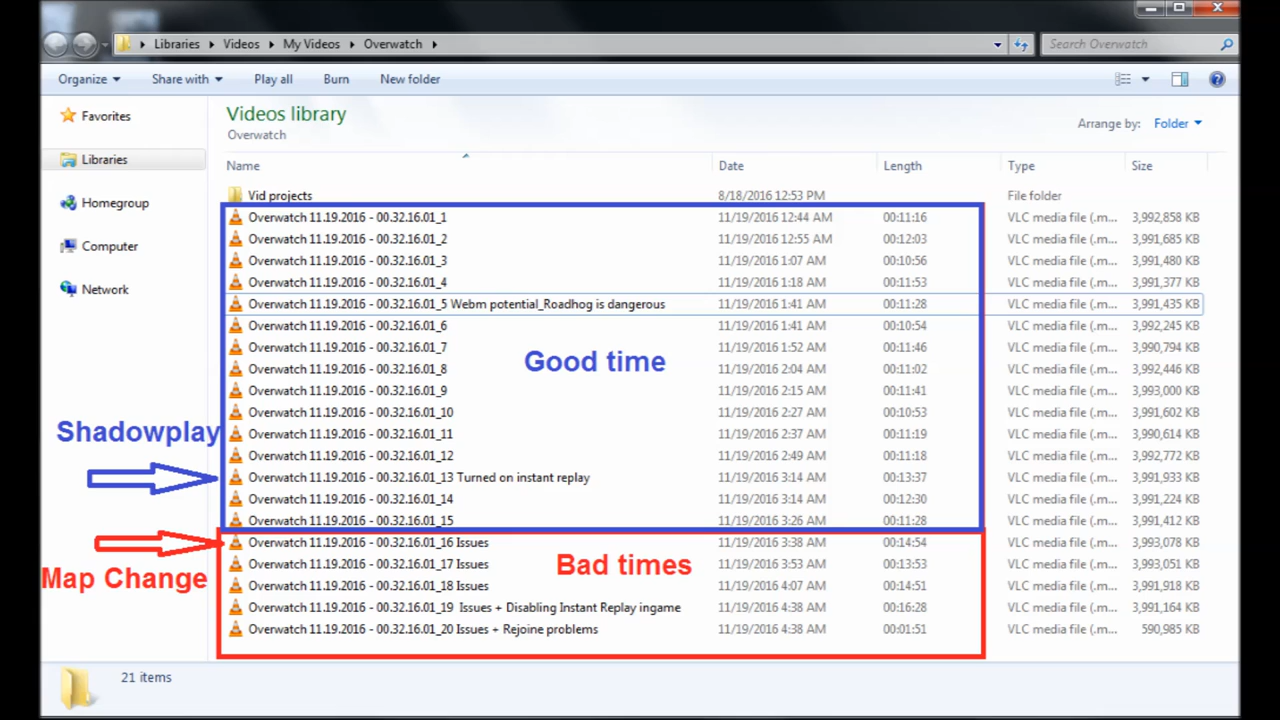 Libraries Videos My Videos Overwatch Search Overwatch
Organize Share with Play all Burn New folder
Favorites
Libraries
Homegroup
Computer
Network
Videos library
Overwatch
Arrange by: Folder
Name Date Length Type Size
Vid projects 8/18/2016 12:53 PM File folder
Overwatch 11.19.2016 - 00.32.16.01_1 11/19/2016 12:44 AM 00:11:16 VLC media file (.m... 3,992,858 KB
Overwatch 11.19.2016 - 00.32.16.01_2 11/19/2016 12:55 AM 00:12:03 VLC media file (.m... 3,991,685 KB
Overwatch 11.19.2016 - 00.32.16.01_3 11/19/2016 1:07 AM 00:10:56 VLC media file (.m... 3,991,480 KB
Overwatch 11.19.2016 - 00.32.16.01_4 11/19/2016 1:18 AM 00:11:53 VLC media file (.m... 3,991,377 KB
Overwatch 11.19.2016 - 00.32.16.01_5 Webm potential_Roadhog is dangerous 11/19/2016 1:41 AM 00:11:28 VLC media file (.m... 3,991,435 KB
Overwatch 11.19.2016 - 00.32.16.01_6 11/19/2016 1:41 AM 00:10:54 VLC media file (.m... 3,992,245 KB
Overwatch 11.19.2016 - 00.32.16.01_7 11/19/2016 1:52 AM 00:11:46 VLC media file (.m... 3,990,794 KB
Good time
Overwatch 11.19.2016 - 00.32.16.01_8 11/19/2016 2:04 AM 00:11:02 VLC media file (.m... 3,992,446 KB
Overwatch 11.19.2016 - 00.32.16.01_9 11/19/2016 2:15 AM 00:11:41 VLC media file (.m... 3,993,000 KB
Overwatch 11.19.2016 - 00.32.16.01_10 11/19/2016 2:27 AM 00:10:53 VLC media file (.m... 3,991,602 KB
Shadowplay
Overwatch 11.19.2016 - 00.32.16.01_11 11/19/2016 2:37 AM 00:11:19 VLC media file (.m... 3,990,614 KB
Overwatch 11.19.2016 - 00.32.16.01_12 11/19/2016 2:49 AM 00:11:18 VLC media file (.m... 3,992,772 KB
Overwatch 11.19.2016 - 00.32.16.01_13 Turned on instant replay 11/19/2016 3:14 AM 00:13:37 VLC media file (.m... 3,991,933 KB
Overwatch 11.19.2016 - 00.32.16.01_14 11/19/2016 3:14 AM 00:12:30 VLC media file (.m... 3,991,224 KB
Overwatch 11.19.2016 - 00.32.16.01_15 11/19/2016 3:26 AM 00:11:28 VLC media file (.m... 3,991,435 KB
Overwatch 11.19.2016 - 00.32.16.01_16 Issues 11/19/2016 3:38 AM 00:14:54 VLC media file (.m... 3,993,078 KB
Bad times
Overwatch 11.19.2016 - 00.32.16.01_17 Issues 11/19/2016 3:53 AM 00:13:53 VLC media file (.m... 3,993,051 KB
Map Change
Overwatch 11.19.2016 - 00.32.16.01_18 Issues 11/19/2016 4:07 AM 00:14:51 VLC media file (.m... 3,991,918 KB
Overwatch 11.19.2016 - 00.32.16.01_19 Issues + Disabling Instant Replay ingame 11/19/2016 4:38 AM 00:16:28 VLC media file (.m... 3,991,164 KB
Overwatch 11.19.2016 - 00.32.16.01_20 Issues + Rejoine problems 11/19/2016 4:38 AM 00:01:51 VLC media file (.m... 590,985 KB
21 items